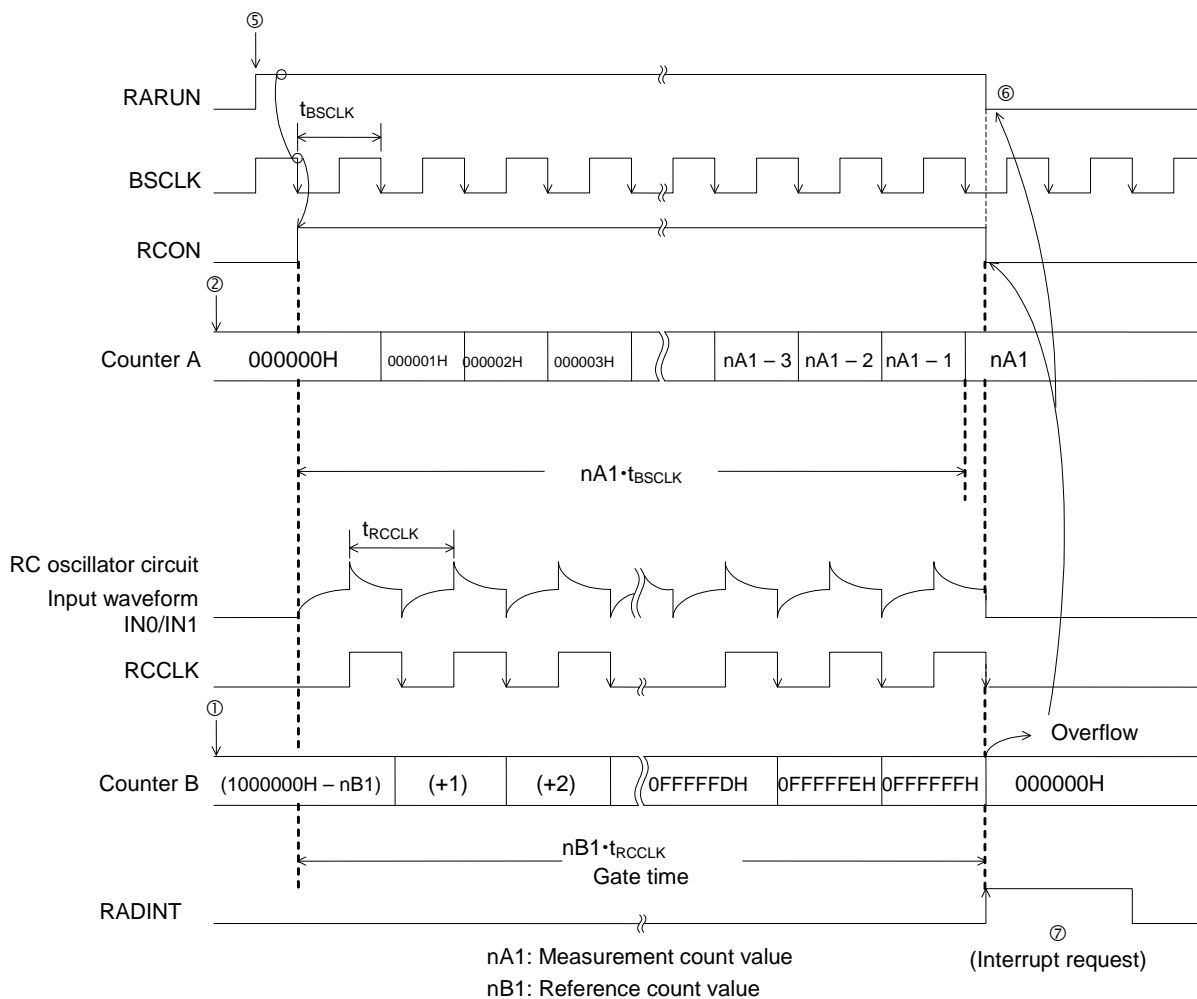 ⑤
RARUN
⑥
tBSCLK
BSCLK
RCON
②
Counter A
000000H 000001H 000002H 000003H nA1 – 3 nA1 – 2 nA1 – 1 nA1
nA1•tBSCLK
tRCCLK
RC oscillator circuit
Input waveform
IN0/IN1
RCCLK
①
Overflow
Counter B
(1000000H – nB1) (+1) (+2) 0FFFFFDH 0FFFFFEH 0FFFFFFH 000000H
nB1•tRCCLK
Gate time
RADINT
⑦
(Interrupt request)
nA1: Measurement count value
nB1: Reference count value